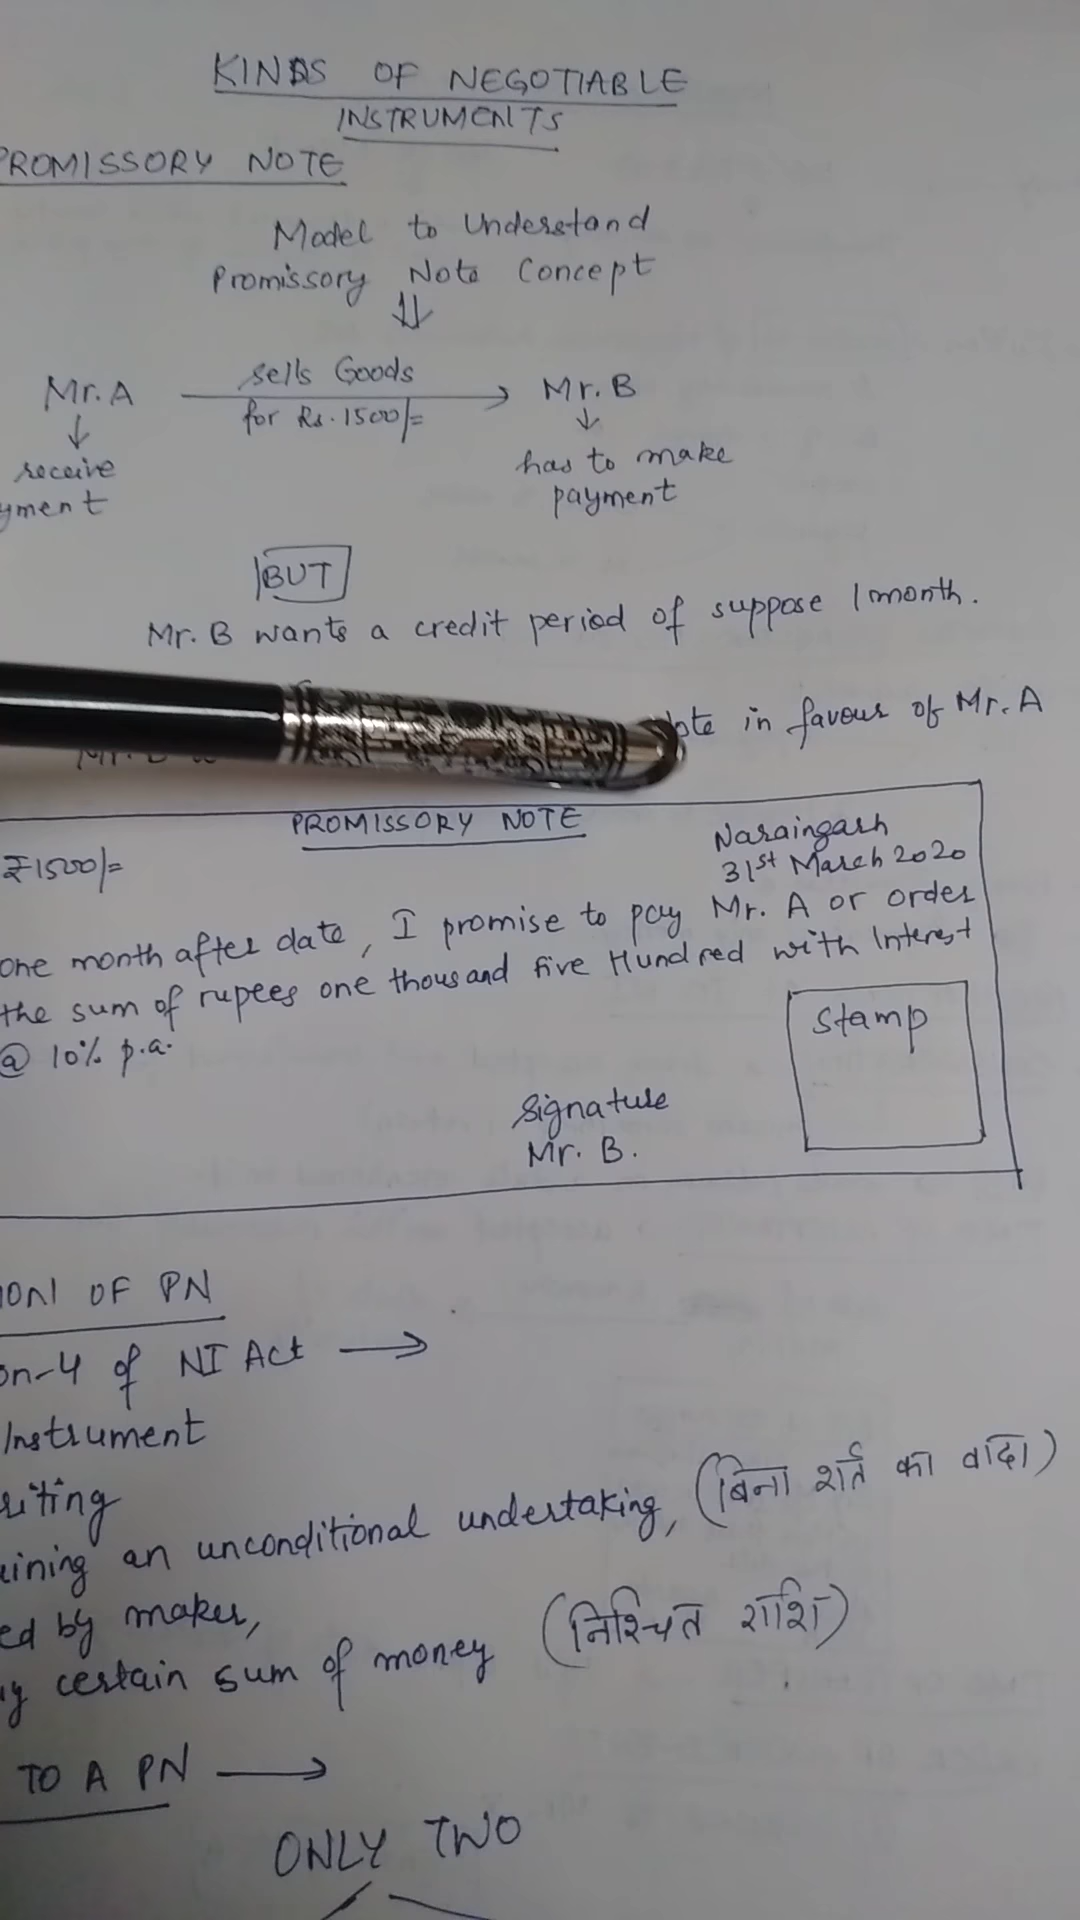 KINDS OF NEGOTIABLE
INSTRUMENTS
PROMISSORY NOTE
Model to Understand
Promissory Note Concept
Mr. A sells Goods for Rs. 1500/= Mr. B
receive
yment
has to make
payment
BUT
Mr. B wants a credit period of suppose 1 month.
ote in favour of Mr. A
PROMISSORY NOTE
₹1500/=
Naraingarh
31st March 2020
one month after date, I promise to pay Mr. A or order
the sum of rupees one thousand five Hundred with Interest
@ 10% p.a.
Stamp
Signature
Mr. B.
ION OF PN
on-4 of NI Act
Instrument
riting
ining an unconditional undertaking, (बिना शर्त का वादा)
ed by maker,
y certain sum of money (निश्चित राशि)
TO A PN
ONLY TWO